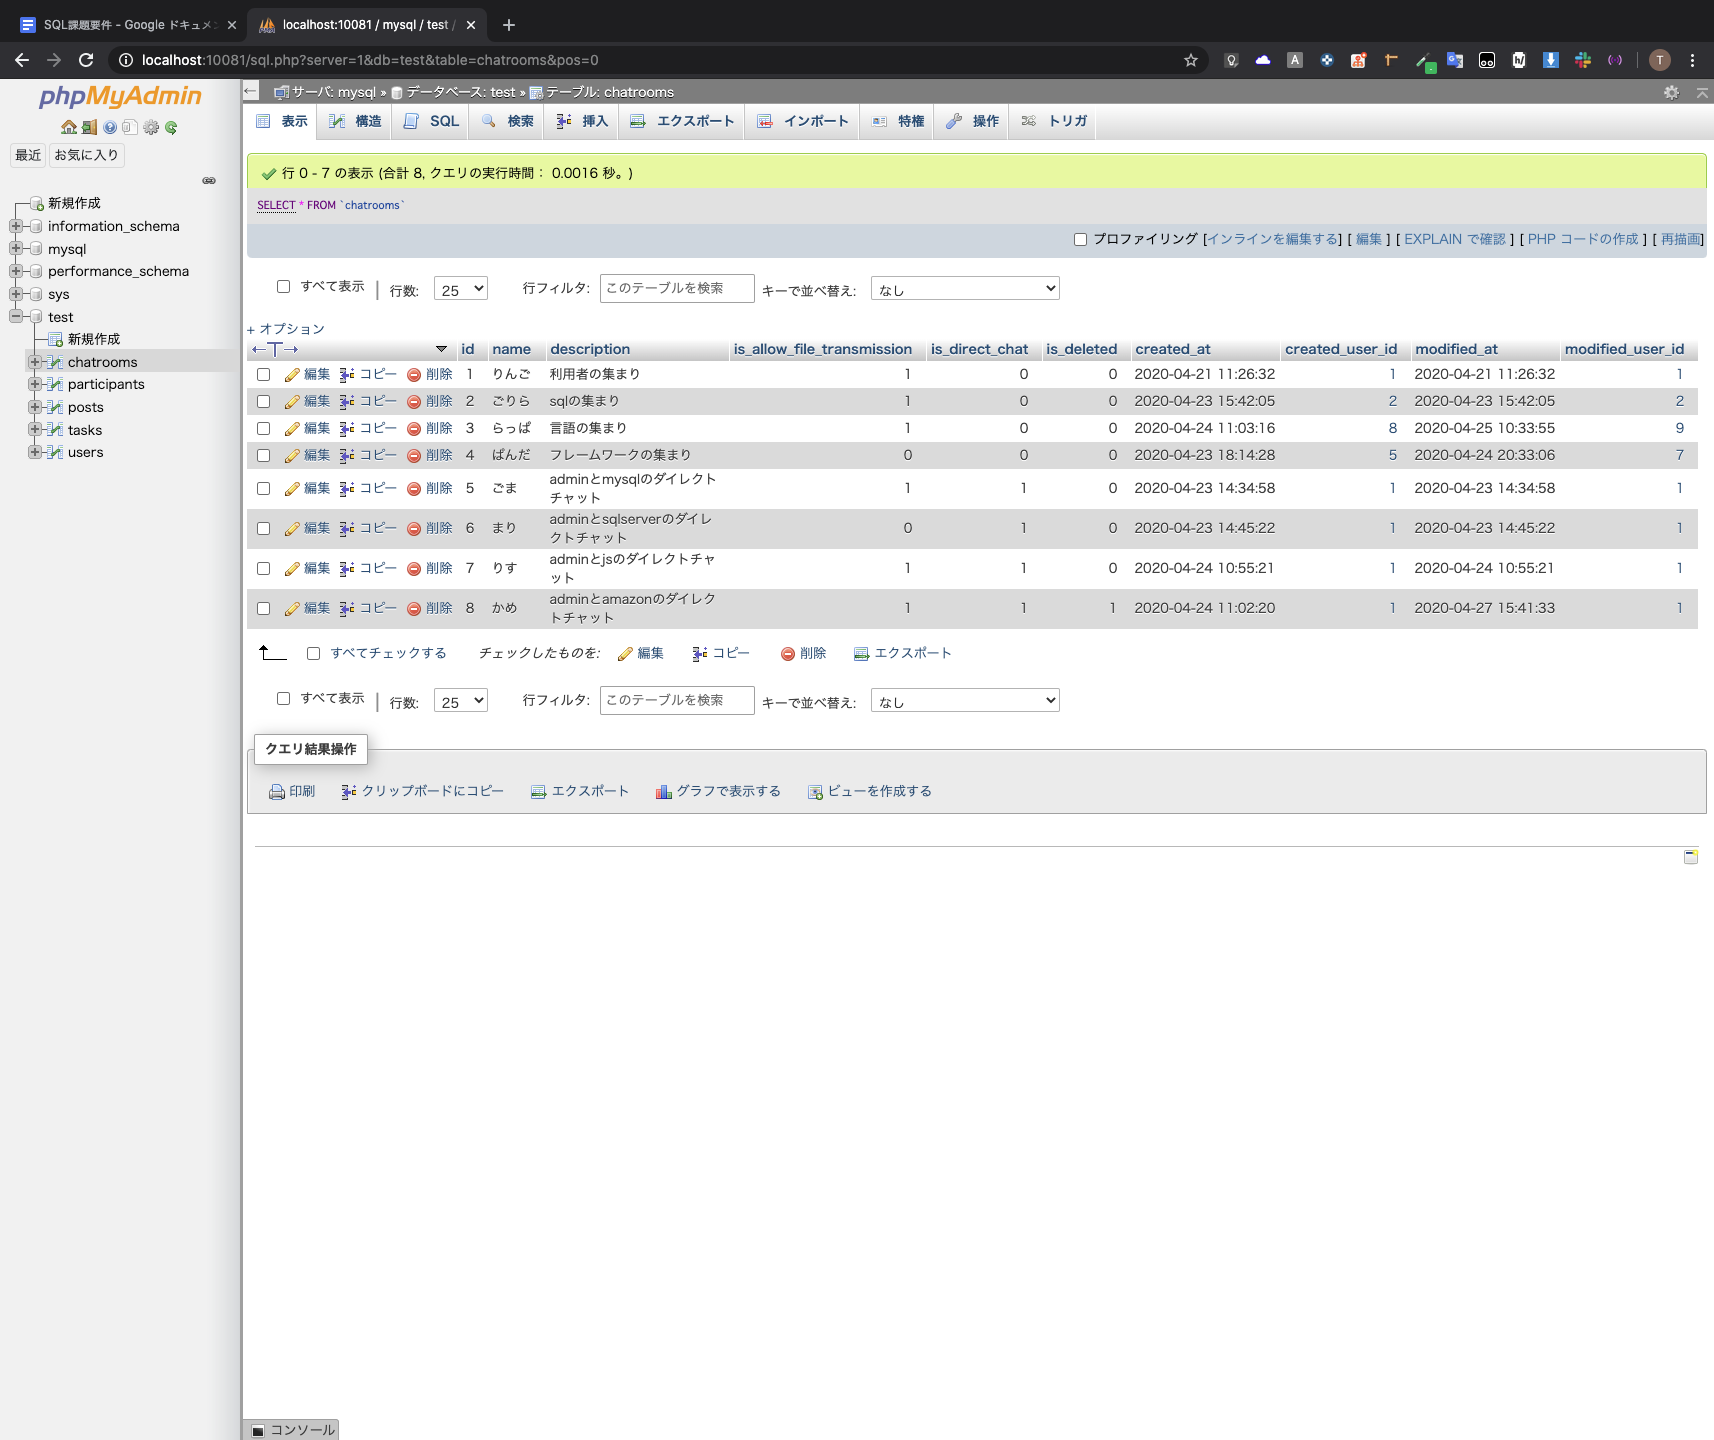 SQL課題要件 - Google ドキュメン
localhost:10081 / mysql / test /
localhost:10081/sql.php?server=1&db=test&table=chatrooms&pos=0
T
phpMyAdmin
最近 お気に入り
新規作成
information_schema
mysql
performance_schema
sys
test
新規作成
chatrooms
participants
posts
tasks
users
サーバ: mysql » データベース: test » テーブル: chatrooms
表示 構造 SQL 検索 挿入 エクスポート インポート 特権 操作 トリガ
行 0 - 7 の表示 (合計 8, クエリの実行時間： 0.0016 秒。)
SELECT * FROM `chatrooms`
プロファイリング [インラインを編集する] [ 編集 ] [ EXPLAIN で確認 ] [ PHP コードの作成 ] [ 再描画]
すべて表示 | 行数: 25 行フィルタ: このテーブルを検索 キーで並べ替え: なし
+ オプション
←T→ id name description is_allow_file_transmission is_direct_chat is_deleted created_at created_user_id modified_at modified_user_id
編集 コピー 削除 1 りんご 利用者の集まり 1 0 0 2020-04-21 11:26:32 1 2020-04-21 11:26:32 1
編集 コピー 削除 2 ごりら sqlの集まり 1 0 0 2020-04-23 15:42:05 2 2020-04-23 15:42:05 2
編集 コピー 削除 3 らっぱ 言語の集まり 1 0 0 2020-04-24 11:03:16 8 2020-04-25 10:33:55 9
編集 コピー 削除 4 ぱんだ フレームワークの集まり 0 0 0 2020-04-23 18:14:28 5 2020-04-24 20:33:06 7
編集 コピー 削除 5 ごま adminとmysqlのダイレクト
チャット 1 1 0 2020-04-23 14:34:58 1 2020-04-23 14:34:58 1
編集 コピー 削除 6 まり adminとsqlserverのダイレ
クトチャット 0 1 0 2020-04-23 14:45:22 1 2020-04-23 14:45:22 1
編集 コピー 削除 7 りす adminとjsのダイレクトチャ
ット 1 1 0 2020-04-24 10:55:21 1 2020-04-24 10:55:21 1
編集 コピー 削除 8 かめ adminとamazonのダイレク
トチャット 1 1 1 2020-04-24 11:02:20 1 2020-04-27 15:41:33 1
すべてチェックする チェックしたものを: 編集 コピー 削除 エクスポート
すべて表示 | 行数: 25 行フィルタ: このテーブルを検索 キーで並べ替え: なし
クエリ結果操作
印刷 クリップボードにコピー エクスポート グラフで表示する ビューを作成する
コンソール